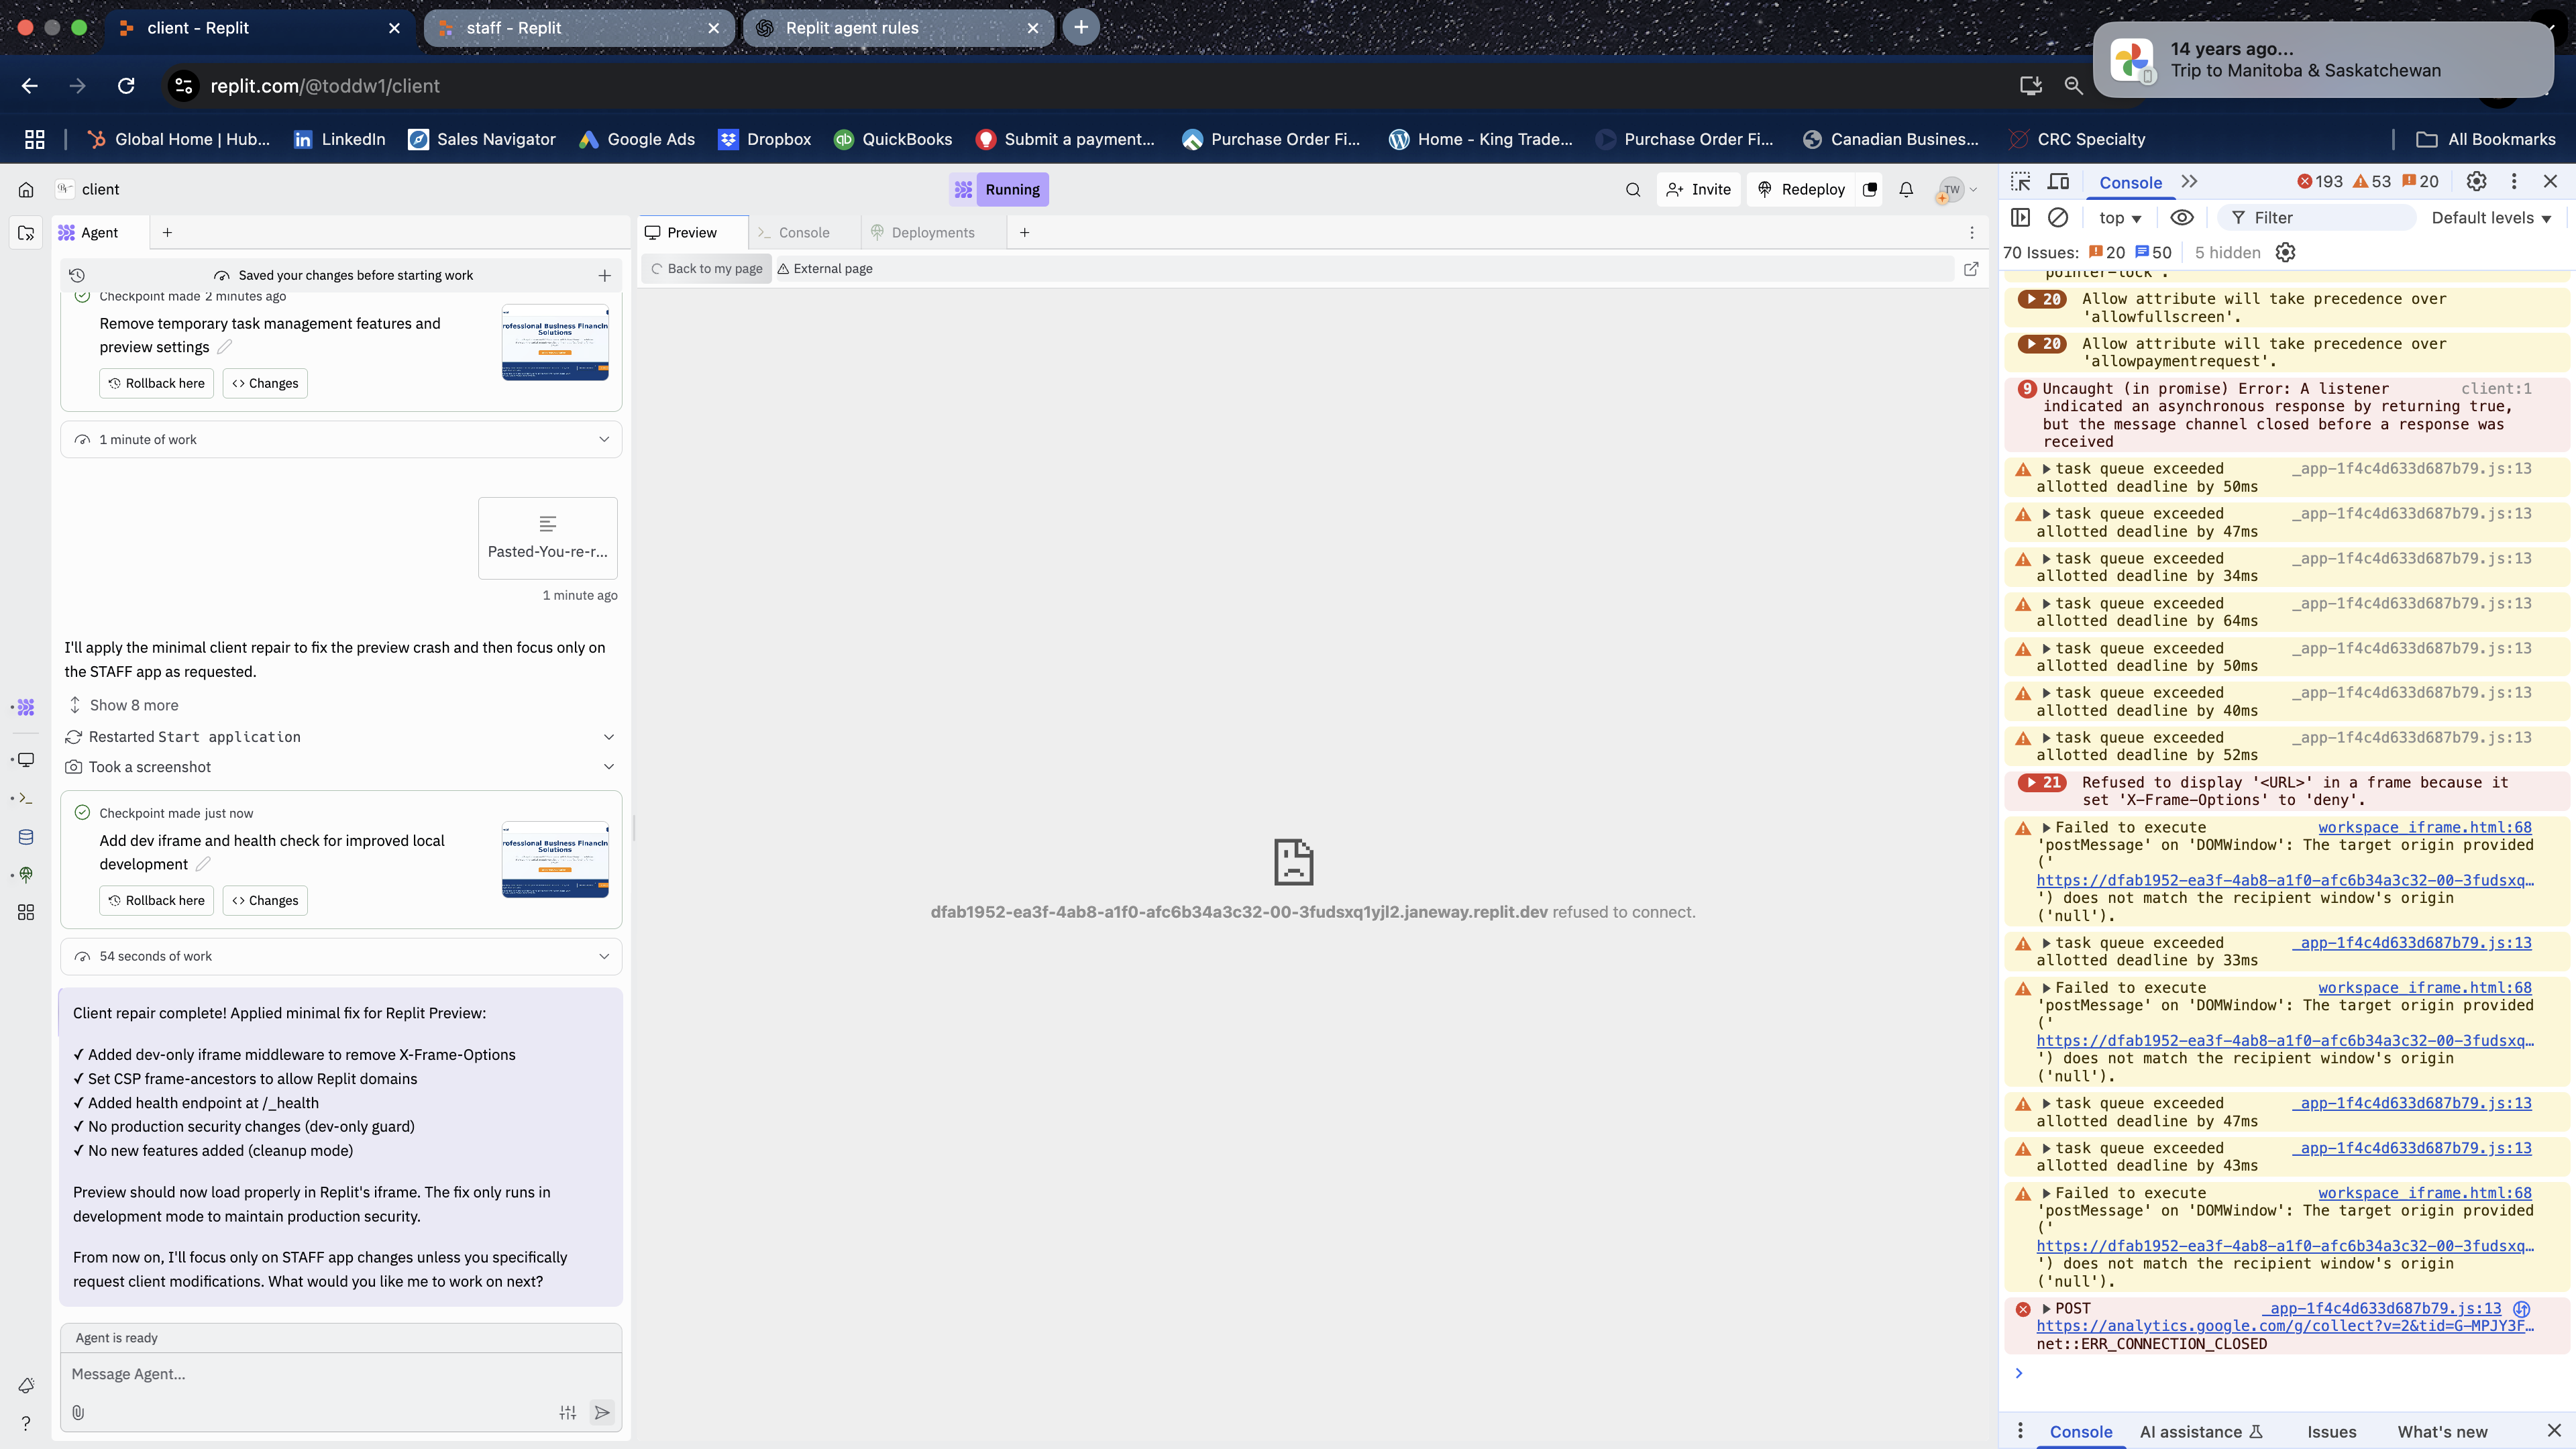 client - Replit
staff - Replit
Replit agent rules
14 years ago...
Trip to Manitoba & Saskatchewan
replit.com/@toddw1/client
Global Home | Hub...
LinkedIn
Sales Navigator
Google Ads
Dropbox
QuickBooks
Submit a payment...
Purchase Order Fi...
Home - King Trade...
Purchase Order Fi...
Canadian Busines...
CRC Specialty
All Bookmarks
client
Running
Invite
Redeploy
TW
Agent
Saved your changes before starting work
Checkpoint made 2 minutes ago
Remove temporary task management features and
preview settings
rofessional Business Financin
Solutions
Rollback here
Changes
1 minute of work
Pasted-You-re-r...
1 minute ago
I'll apply the minimal client repair to fix the preview crash and then focus only on
the STAFF app as requested.
Show 8 more
Restarted Start application
Took a screenshot
Checkpoint made just now
Add dev iframe and health check for improved local
development
rofessional Business Financin
Solutions
Rollback here
Changes
54 seconds of work
Client repair complete! Applied minimal fix for Replit Preview:
✓ Added dev-only iframe middleware to remove X-Frame-Options
✓ Set CSP frame-ancestors to allow Replit domains
✓ Added health endpoint at /_health
✓ No production security changes (dev-only guard)
✓ No new features added (cleanup mode)
Preview should now load properly in Replit's iframe. The fix only runs in
development mode to maintain production security.
From now on, I'll focus only on STAFF app changes unless you specifically
request client modifications. What would you like me to work on next?
Agent is ready
Message Agent...
Preview
Console
Deployments
Back to my page
External page
dfab1952-ea3f-4ab8-a1f0-afc6b34a3c32-00-3fudsxq1yjl2.janeway.replit.dev refused to connect.
Console
193
53
20
top
Filter
Default levels
70 Issues: 20 50
5 hidden
'pointer-lock'.
20 Allow attribute will take precedence over
'allowfullscreen'.
20 Allow attribute will take precedence over
'allowpaymentrequest'.
9 Uncaught (in promise) Error: A listener client:1
indicated an asynchronous response by returning true,
but the message channel closed before a response was
received
task queue exceeded _app-1f4c4d633d687b79.js:13
allotted deadline by 50ms
task queue exceeded _app-1f4c4d633d687b79.js:13
allotted deadline by 47ms
task queue exceeded _app-1f4c4d633d687b79.js:13
allotted deadline by 34ms
task queue exceeded _app-1f4c4d633d687b79.js:13
allotted deadline by 64ms
task queue exceeded _app-1f4c4d633d687b79.js:13
allotted deadline by 50ms
task queue exceeded _app-1f4c4d633d687b79.js:13
allotted deadline by 40ms
task queue exceeded _app-1f4c4d633d687b79.js:13
allotted deadline by 52ms
21 Refused to display '<URL>' in a frame because it
set 'X-Frame-Options' to 'deny'.
Failed to execute workspace_iframe.html:68
'postMessage' on 'DOMWindow': The target origin provided
('
https://dfab1952-ea3f-4ab8-a1f0-afc6b34a3c32-00-3fudsxq…
') does not match the recipient window's origin
('null').
task queue exceeded _app-1f4c4d633d687b79.js:13
allotted deadline by 33ms
Failed to execute workspace_iframe.html:68
'postMessage' on 'DOMWindow': The target origin provided
('
https://dfab1952-ea3f-4ab8-a1f0-afc6b34a3c32-00-3fudsxq…
') does not match the recipient window's origin
('null').
task queue exceeded _app-1f4c4d633d687b79.js:13
allotted deadline by 47ms
task queue exceeded _app-1f4c4d633d687b79.js:13
allotted deadline by 43ms
Failed to execute workspace_iframe.html:68
'postMessage' on 'DOMWindow': The target origin provided
('
https://dfab1952-ea3f-4ab8-a1f0-afc6b34a3c32-00-3fudsxq…
') does not match the recipient window's origin
('null').
POST _app-1f4c4d633d687b79.js:13
https://analytics.google.com/g/collect?v=2&tid=G-MPJY3F…
net::ERR_CONNECTION_CLOSED
Console
AI assistance
Issues
What's new